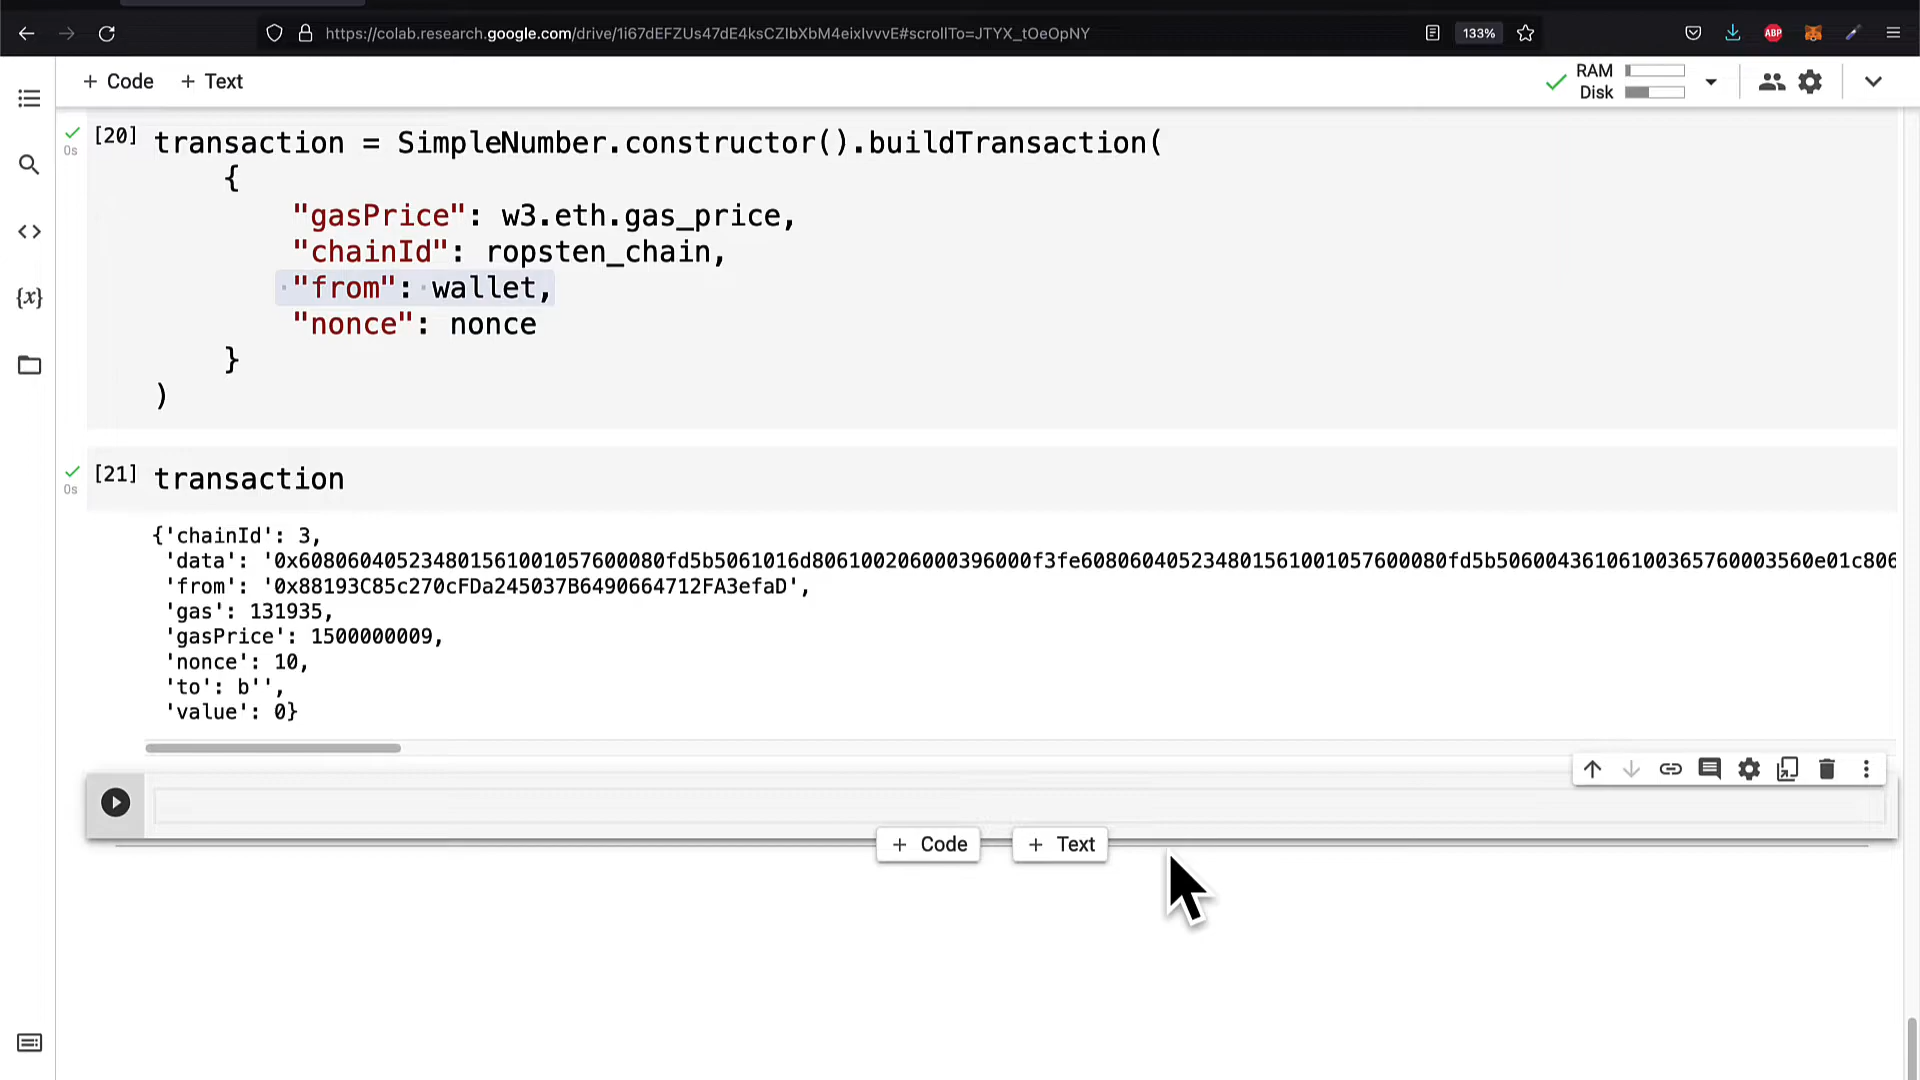 https://colab.research.google.com/drive/1i67dEFZUs47dE4ksCZIbXbM4eixIvvvE#scrollTo=JTYX_tOeOpNY
133%
ABP
+ Code + Text
RAM
Disk
[20] transaction = SimpleNumber.constructor().buildTransaction(
0s
{
"gasPrice": w3.eth.gas_price,
"chainId": ropsten_chain,
"from": wallet,
"nonce": nonce
}
)
[21] transaction
0s
{'chainId': 3,
'data': '0x608060405234801561001057600080fd5b5061016d806100206000396000f3fe608060405234801561001057600080fd5b50600436106100365760003560e01c806
'from': '0x88193C85c270cFDa245037B6490664712FA3efaD',
'gas': 131935,
'gasPrice': 1500000009,
'nonce': 10,
'to': b'',
'value': 0}
+ Code + Text
{x}